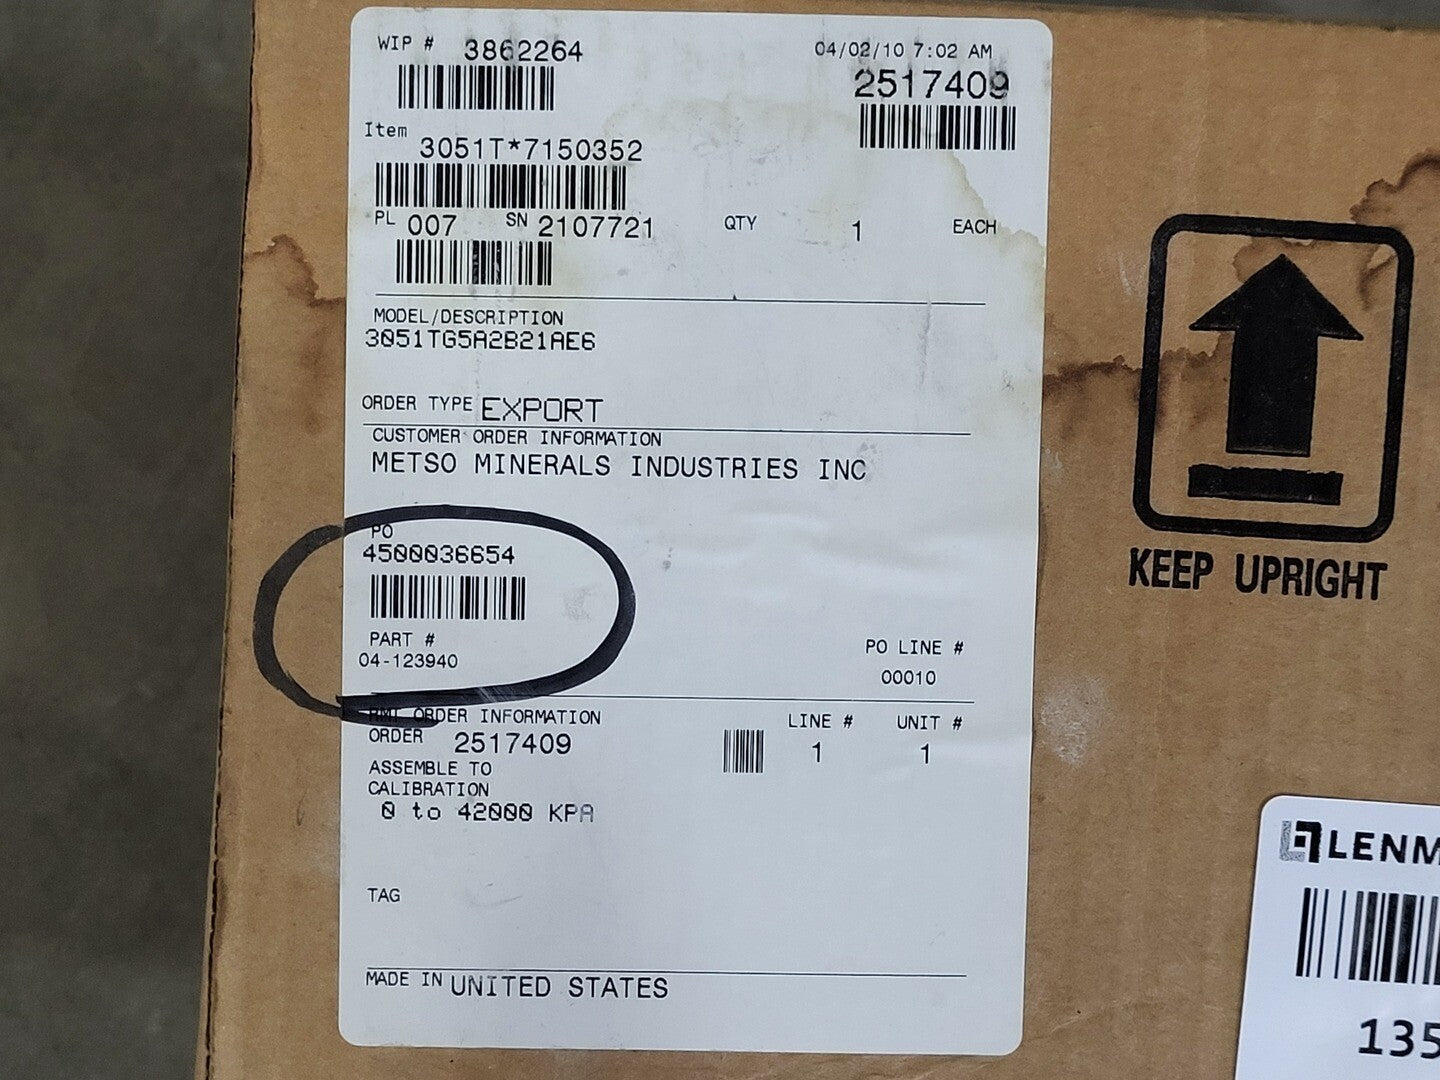 WIP # 3862264
04/02/10 7:02 AM
2517409
Item
3051T*7150352
PL 007 SN 2107721 QTY 1 EACH
MODEL/DESCRIPTION
3051TG5A2B21AE6
ORDER TYPE EXPORT
CUSTOMER ORDER INFORMATION
METSO MINERALS INDUSTRIES INC
PO
4500036654
PART #
04-123940
PO LINE #
00010
RMT ORDER INFORMATION
ORDER 2517409
LINE # UNIT #
1 1
ASSEMBLE TO
CALIBRATION
0 to 42000 KPA
TAG
MADE IN UNITED STATES
KEEP UPRIGHT
LENM
135